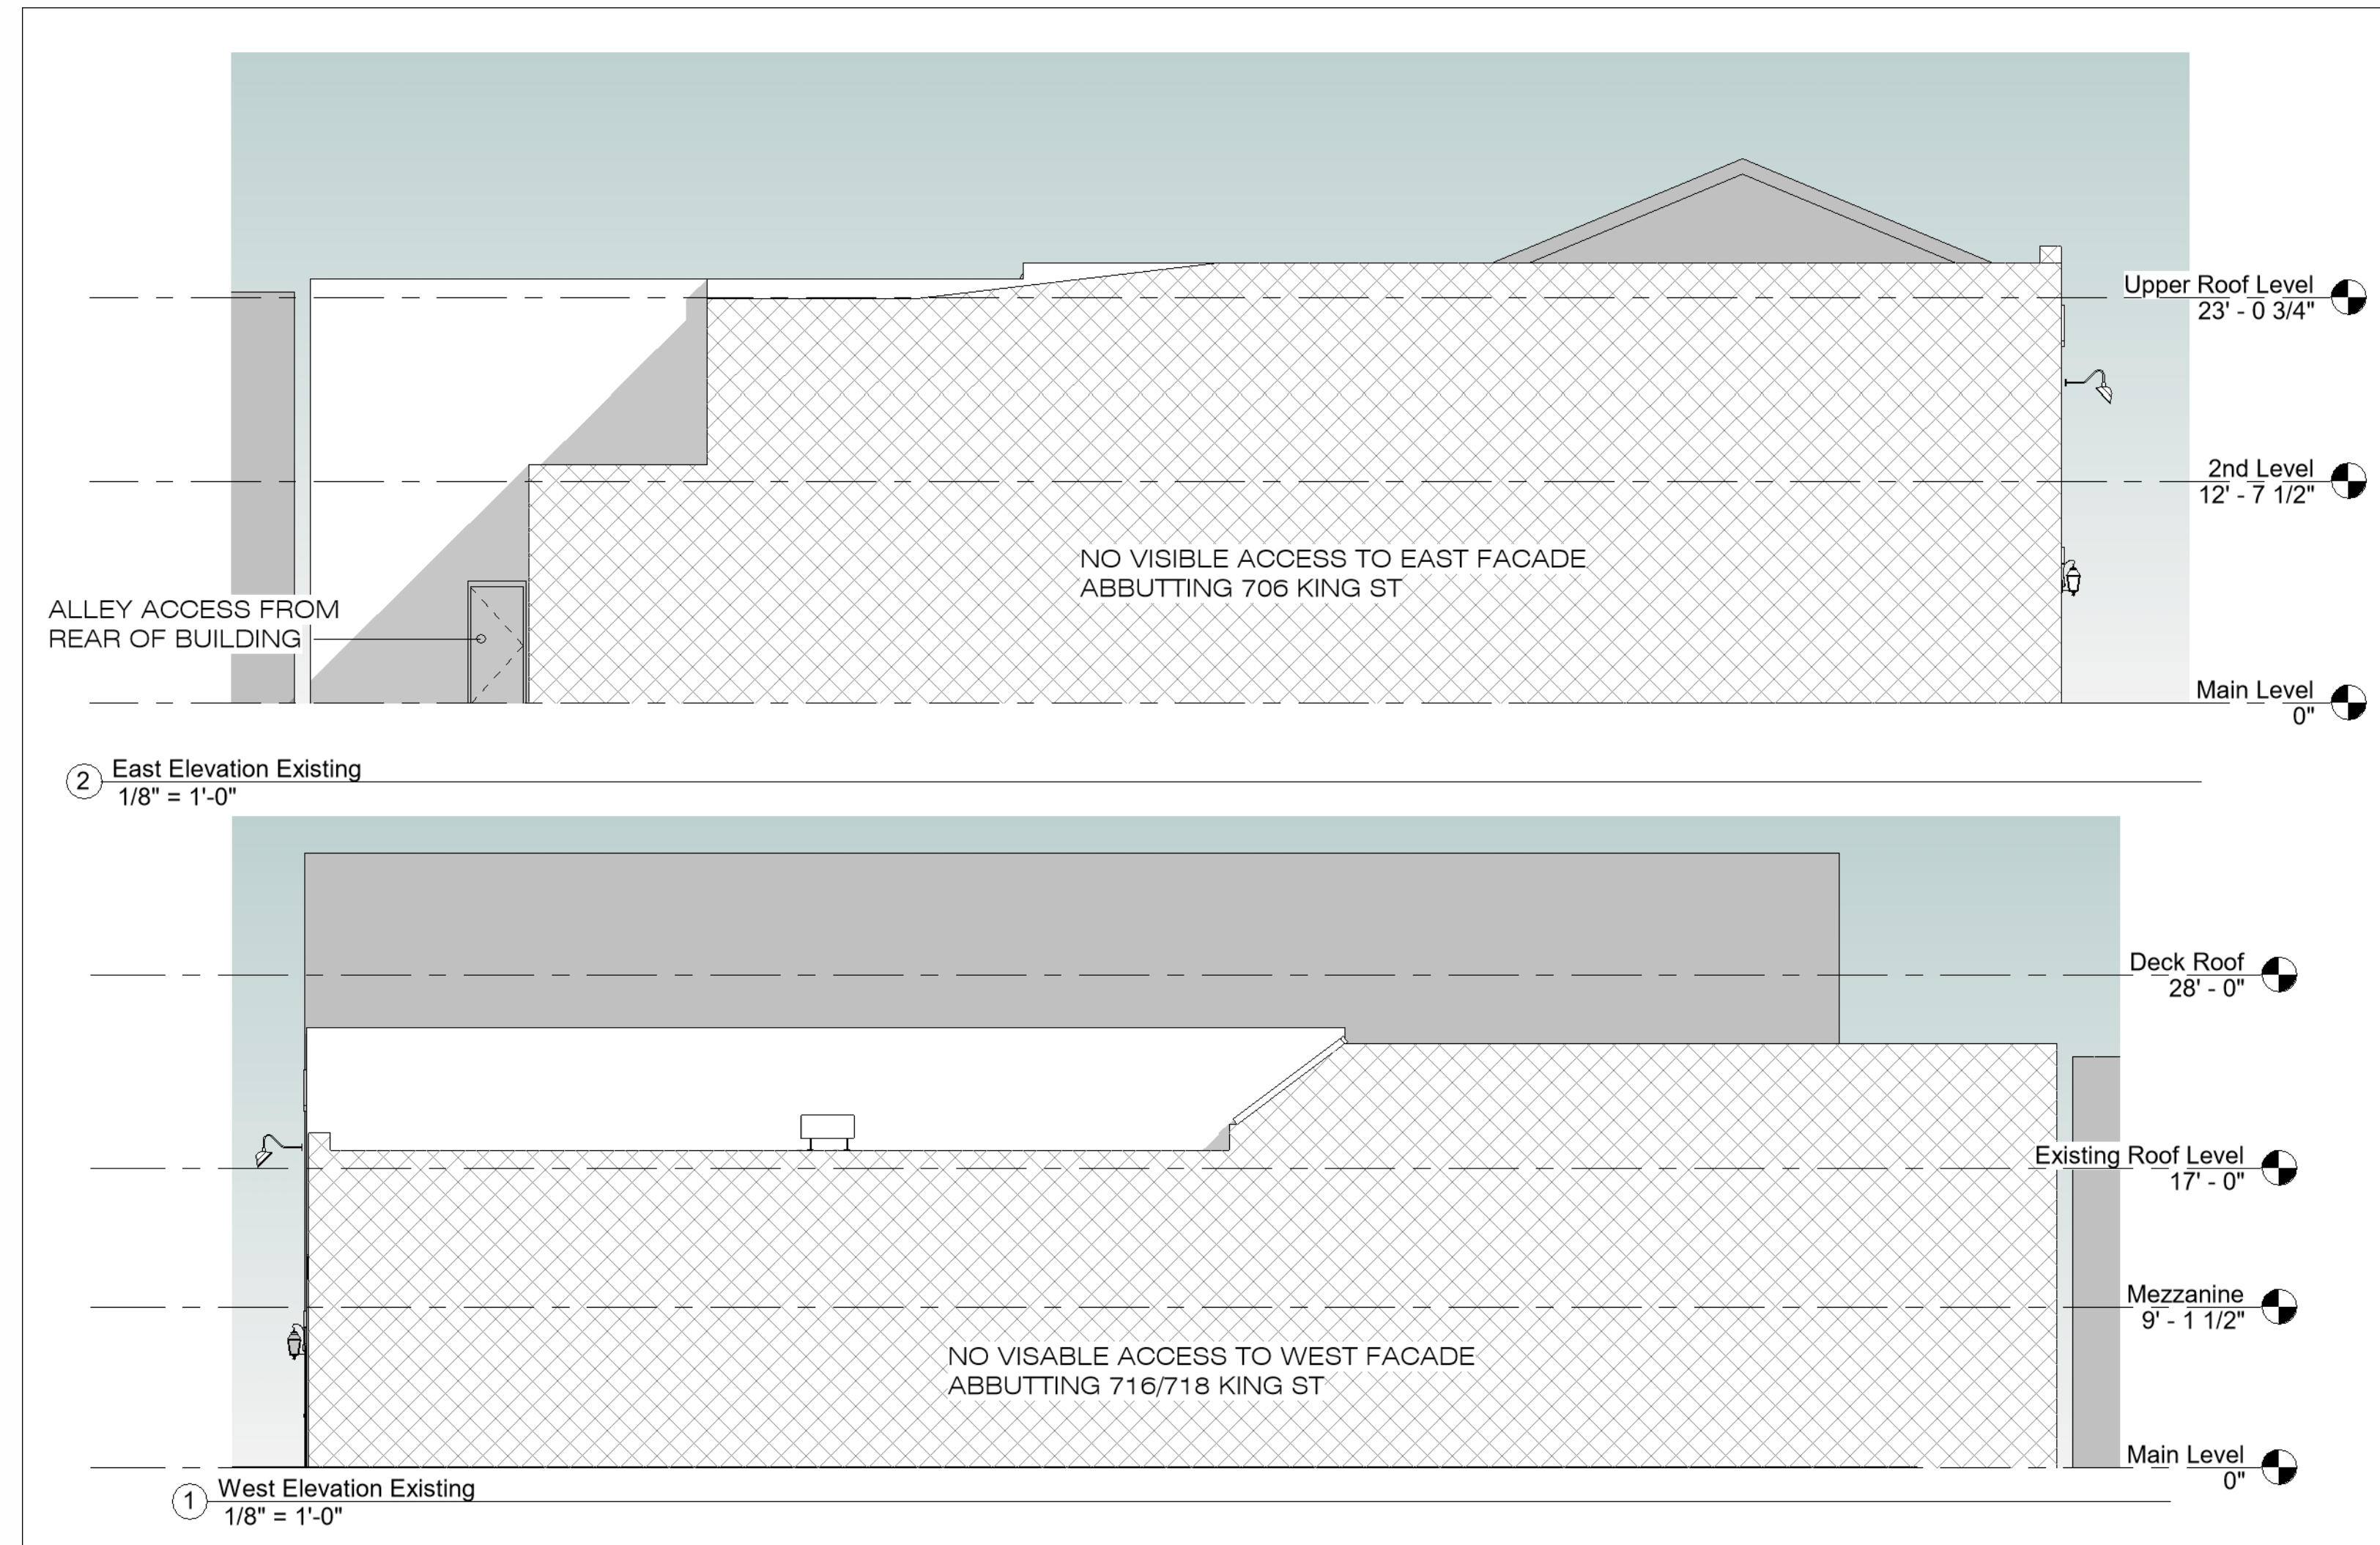 Upper Roof Level
23' - 0 3/4"
2nd Level
12' - 7 1/2"
NO VISIBLE ACCESS TO EAST FACADE
ABBUTTING 706 KING ST
ALLEY ACCESS FROM
REAR OF BUILDING
Main Level
0"
2 East Elevation Existing
1/8" = 1'-0"
Deck Roof
28' - 0"
Existing Roof Level
17' - 0"
Mezzanine
9' - 1 1/2"
NO VISABLE ACCESS TO WEST FACADE
ABBUTTING 716/718 KING ST
Main Level
0"
1 West Elevation Existing
1/8" = 1'-0"